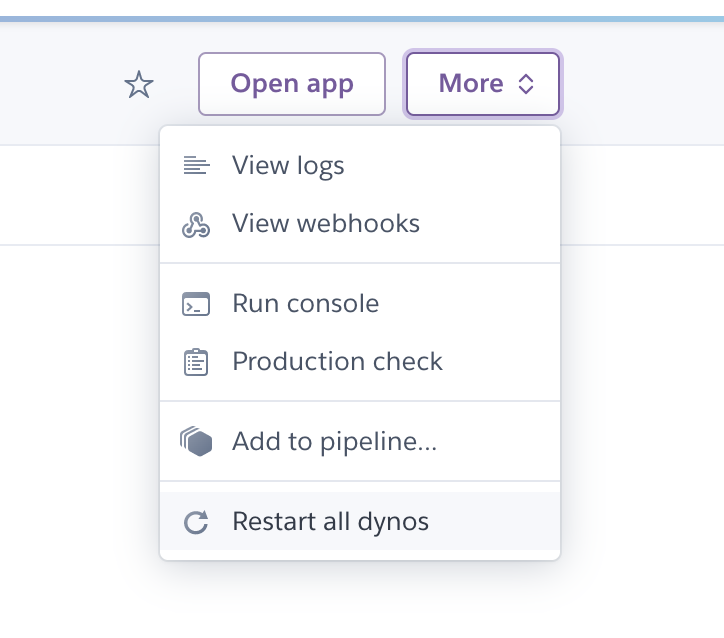 Open app
More
View logs
View webhooks
Run console
Production check
Add to pipeline...
Restart all dynos